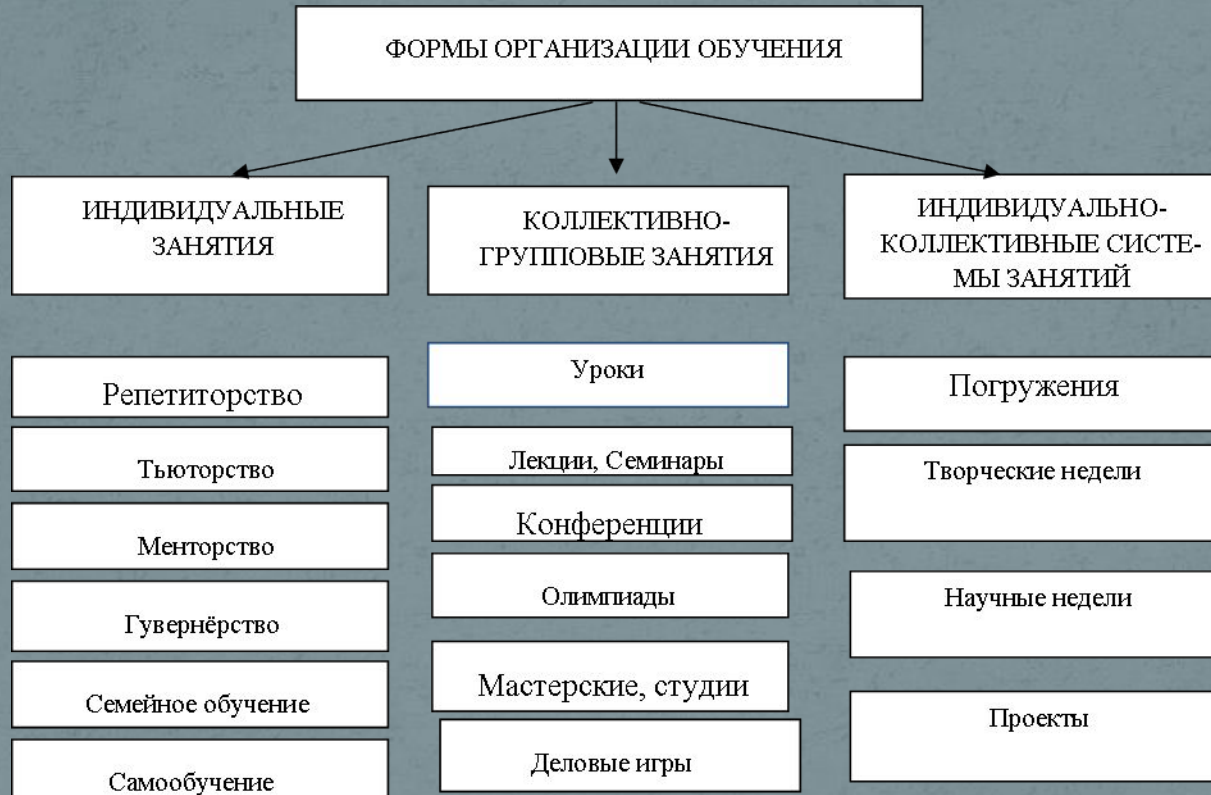 ФОРМЫ ОРГАНИЗАЦИИ ОБУЧЕНИЯ
ИНДИВИДУАЛЬНЫЕ
ЗАНЯТИЯ
Репетиторство
Тьюторство
Менторство
Гувернёрство
Семейное обучение
Самообучение
КОЛЛЕКТИВНО-
ГРУППОВЫЕ ЗАНЯТИЯ
Уроки
Лекции, Семинары
Конференции
Олимпиады
Мастерские, студии
Деловые игры
ИНДИВИДУАЛЬНО-
КОЛЛЕКТИВНЫЕ СИСТЕ-
МЫ ЗАНЯТИЙ
Погружения
Творческие недели
Научные недели
Проекты